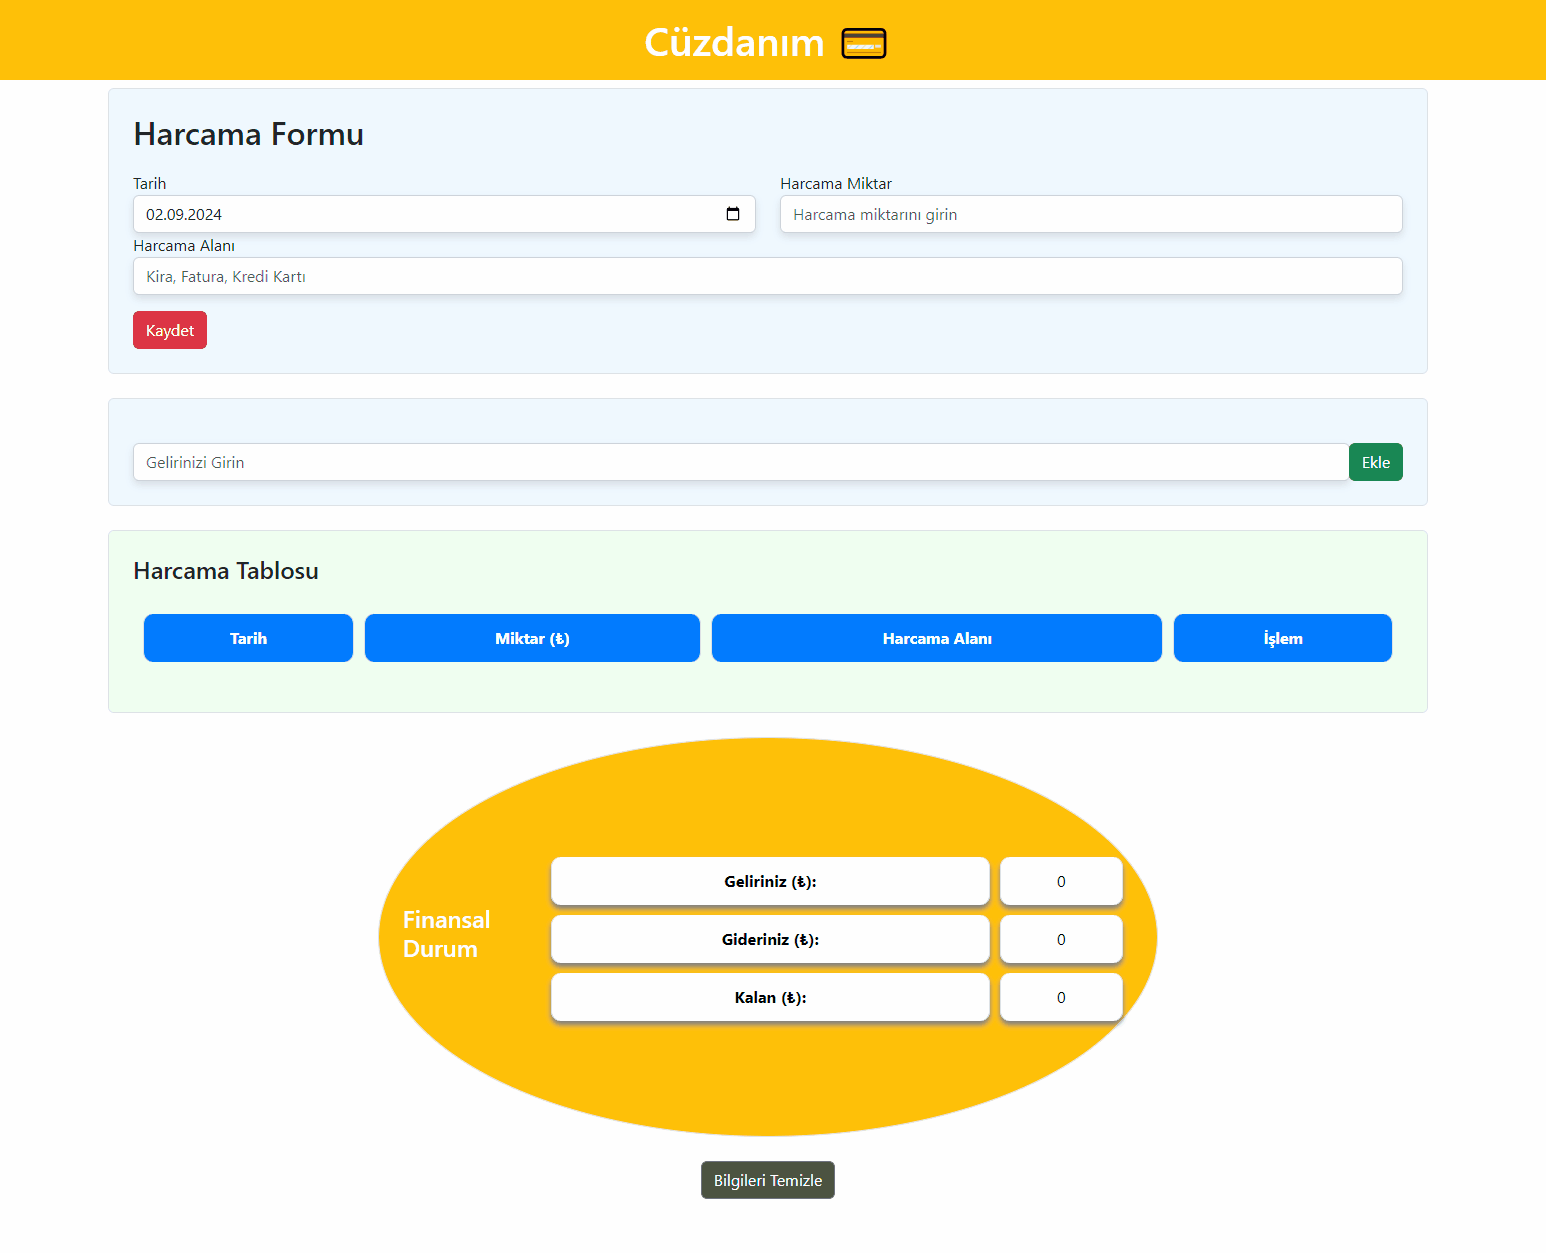 Cüzdanım
Harcama Formu
Tarih
Harcama Miktar
02.09.2024
Harcama miktarını girin
Harcama Alanı
Kira, Fatura, Kredi Kartı
Kaydet
Gelirinizi Girin
Ekle
Harcama Tablosu
Tarih
Miktar (₺)
Harcama Alanı
İşlem
Finansal
Durum
Geliriniz (₺):
0
Gideriniz (₺):
0
Kalan (₺):
0
Bilgileri Temizle